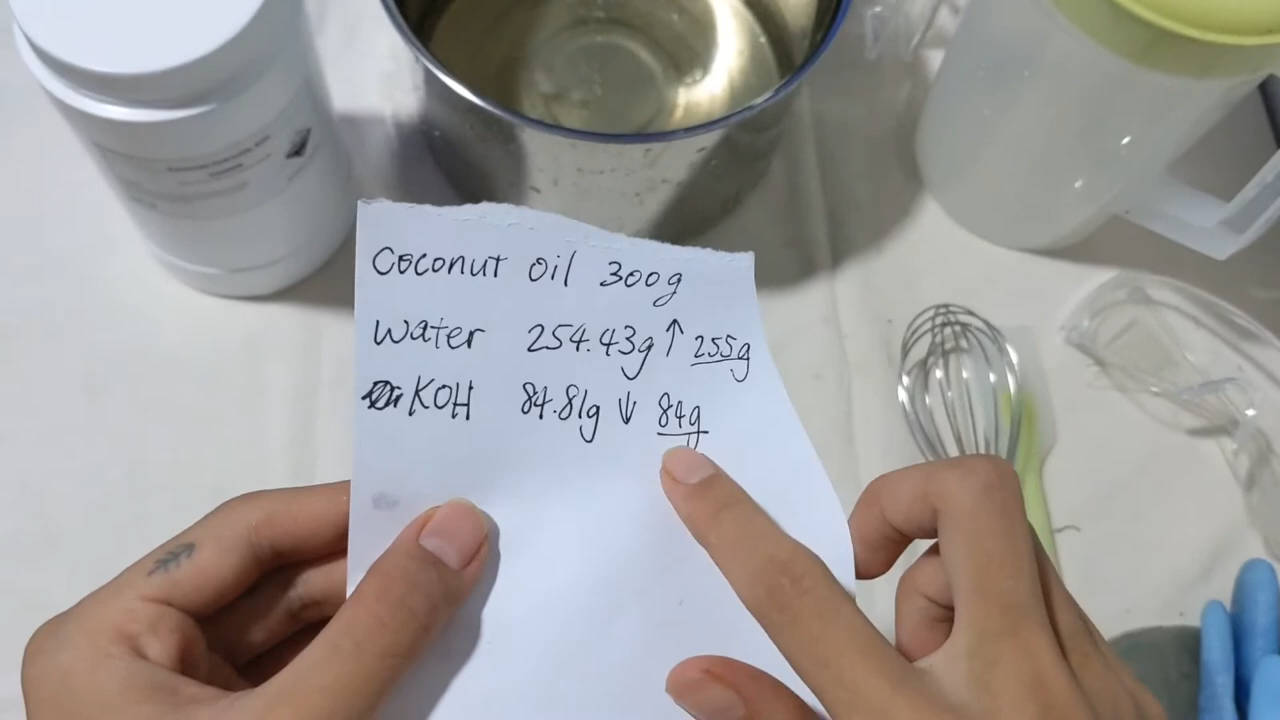 Coconut oil 300g
Water 254.43g ↑ 255g
KOH 84.81g ↓ 84g